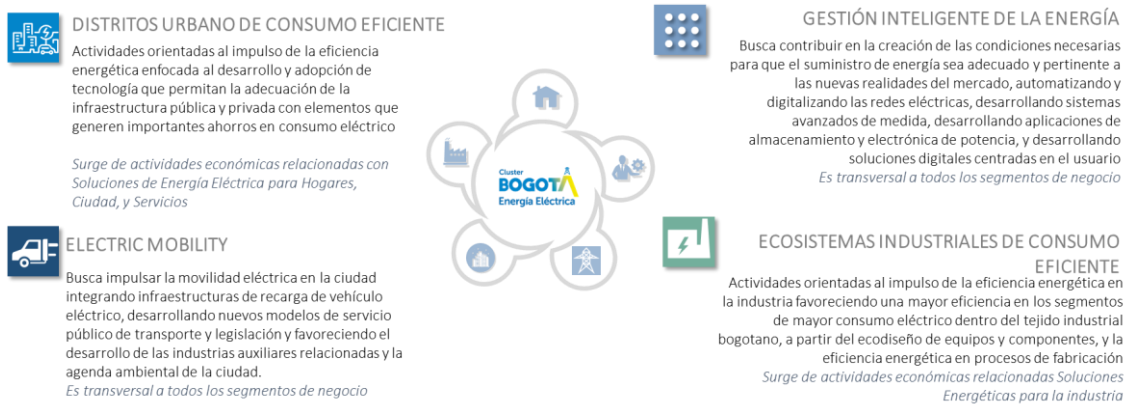 DISTRITOS URBANO DE CONSUMO EFICIENTE
Actividades orientadas al impulso de la eficiencia
energética enfocada al desarrollo y adopción de
tecnología que permitan la adecuación de la
infraestructura pública y privada con elementos que
generen importantes ahorros en consumo eléctrico
Surge de actividades económicas relacionadas con
Soluciones de Energía Eléctrica para Hogares,
Ciudad, y Servicios
ELECTRIC MOBILITY
Busca impulsar la movilidad eléctrica en la ciudad
integrando infraestructuras de recarga de vehículo
eléctrico, desarrollando nuevos modelos de servicio
público de transporte y legislación y favoreciendo el
desarrollo de las industrias auxiliares relacionadas y la
agenda ambiental de la ciudad.
Es transversal a todos los segmentos de negocio
Cluster
BOGOTÁ
Energía Eléctrica
GESTIÓN INTELIGENTE DE LA ENERGÍA
Busca contribuir en la creación de las condiciones necesarias
para que el suministro de energía sea adecuado y pertinente a
las nuevas realidades del mercado, automatizando y
digitalizando las redes eléctricas, desarrollando sistemas
avanzados de medida, desarrollando aplicaciones de
almacenamiento y electrónica de potencia, y desarrollando
soluciones digitales centradas en el usuario
Es transversal a todos los segmentos de negocio
ECOSISTEMAS INDUSTRIALES DE CONSUMO
EFICIENTE
Actividades orientadas al impulso de la eficiencia energética en
la industria favoreciendo una mayor eficiencia en los segmentos
de mayor consumo eléctrico dentro del tejido industrial
bogotano, a partir del ecodiseño de equipos y componentes, y la
eficiencia energética en procesos de fabricación
Surge de actividades económicas relacionadas Soluciones
Energéticas para la industria